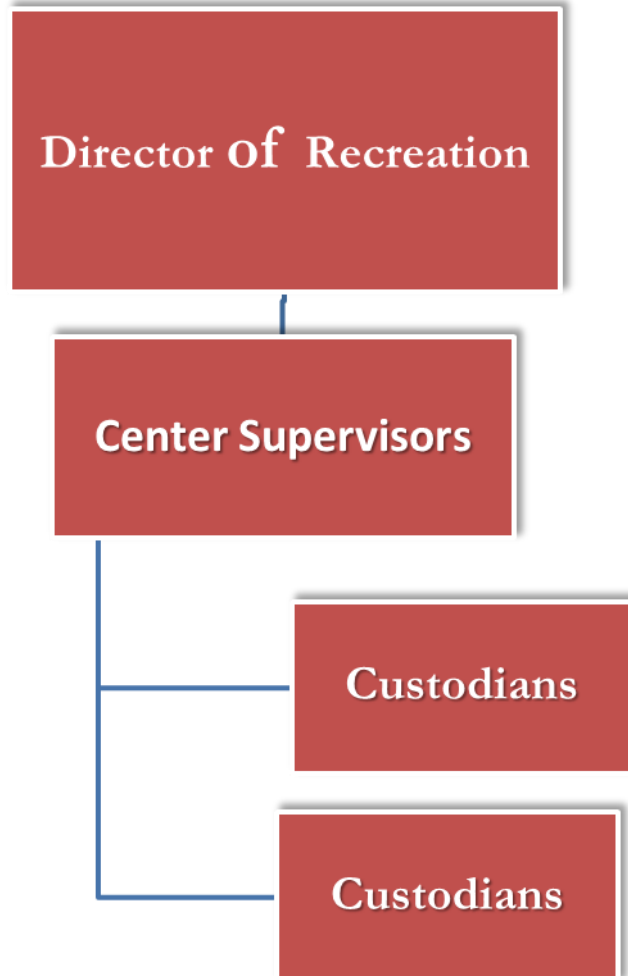 Director of Recreation
Center Supervisors
Custodians
Custodians